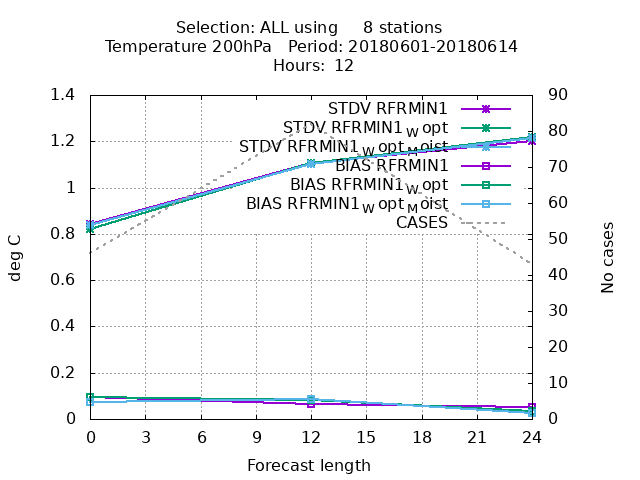 Selection: ALL using     8 stations
Temperature 200hPa   Period: 20180601-20180614
Hours:  12
1.4
1.2
1
0.8
0.6
0.4
0.2
0
deg C
90
80
70
60
50
40
30
20
10
0
No cases
STDV RFRMIN1
STDV RFRMIN1_W opt
STDV RFRMIN1_W opt_M oist
BIAS RFRMIN1
BIAS RFRMIN1_W opt
BIAS RFRMIN1_W opt_M oist
CASES
0 3 6 9 12 15 18 21 24
Forecast length